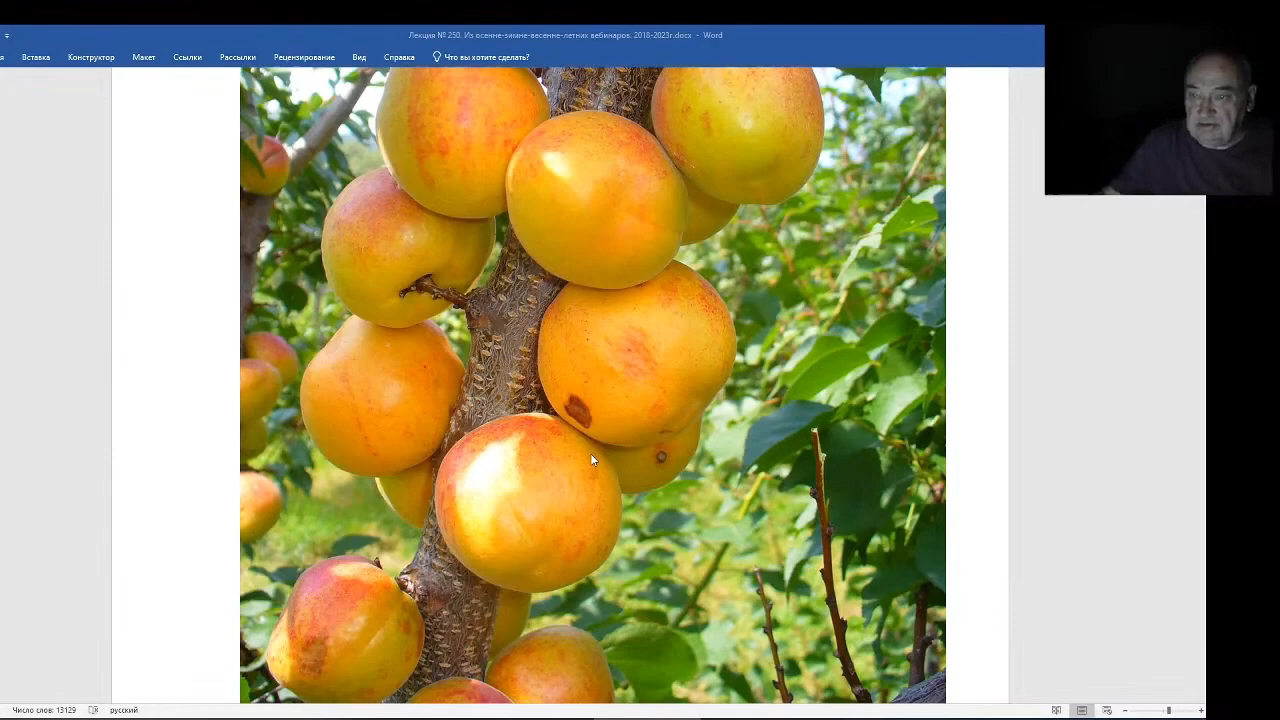 Лекция № 250. Из осенне-зимне-весенне-летних вебинаров. 2018-2023г.docx - Word
я Вставка Конструктор Макет Ссылки Рассылки Рецензирование Вид Справка Что вы хотите сделать?
Число слов: 13129 русский